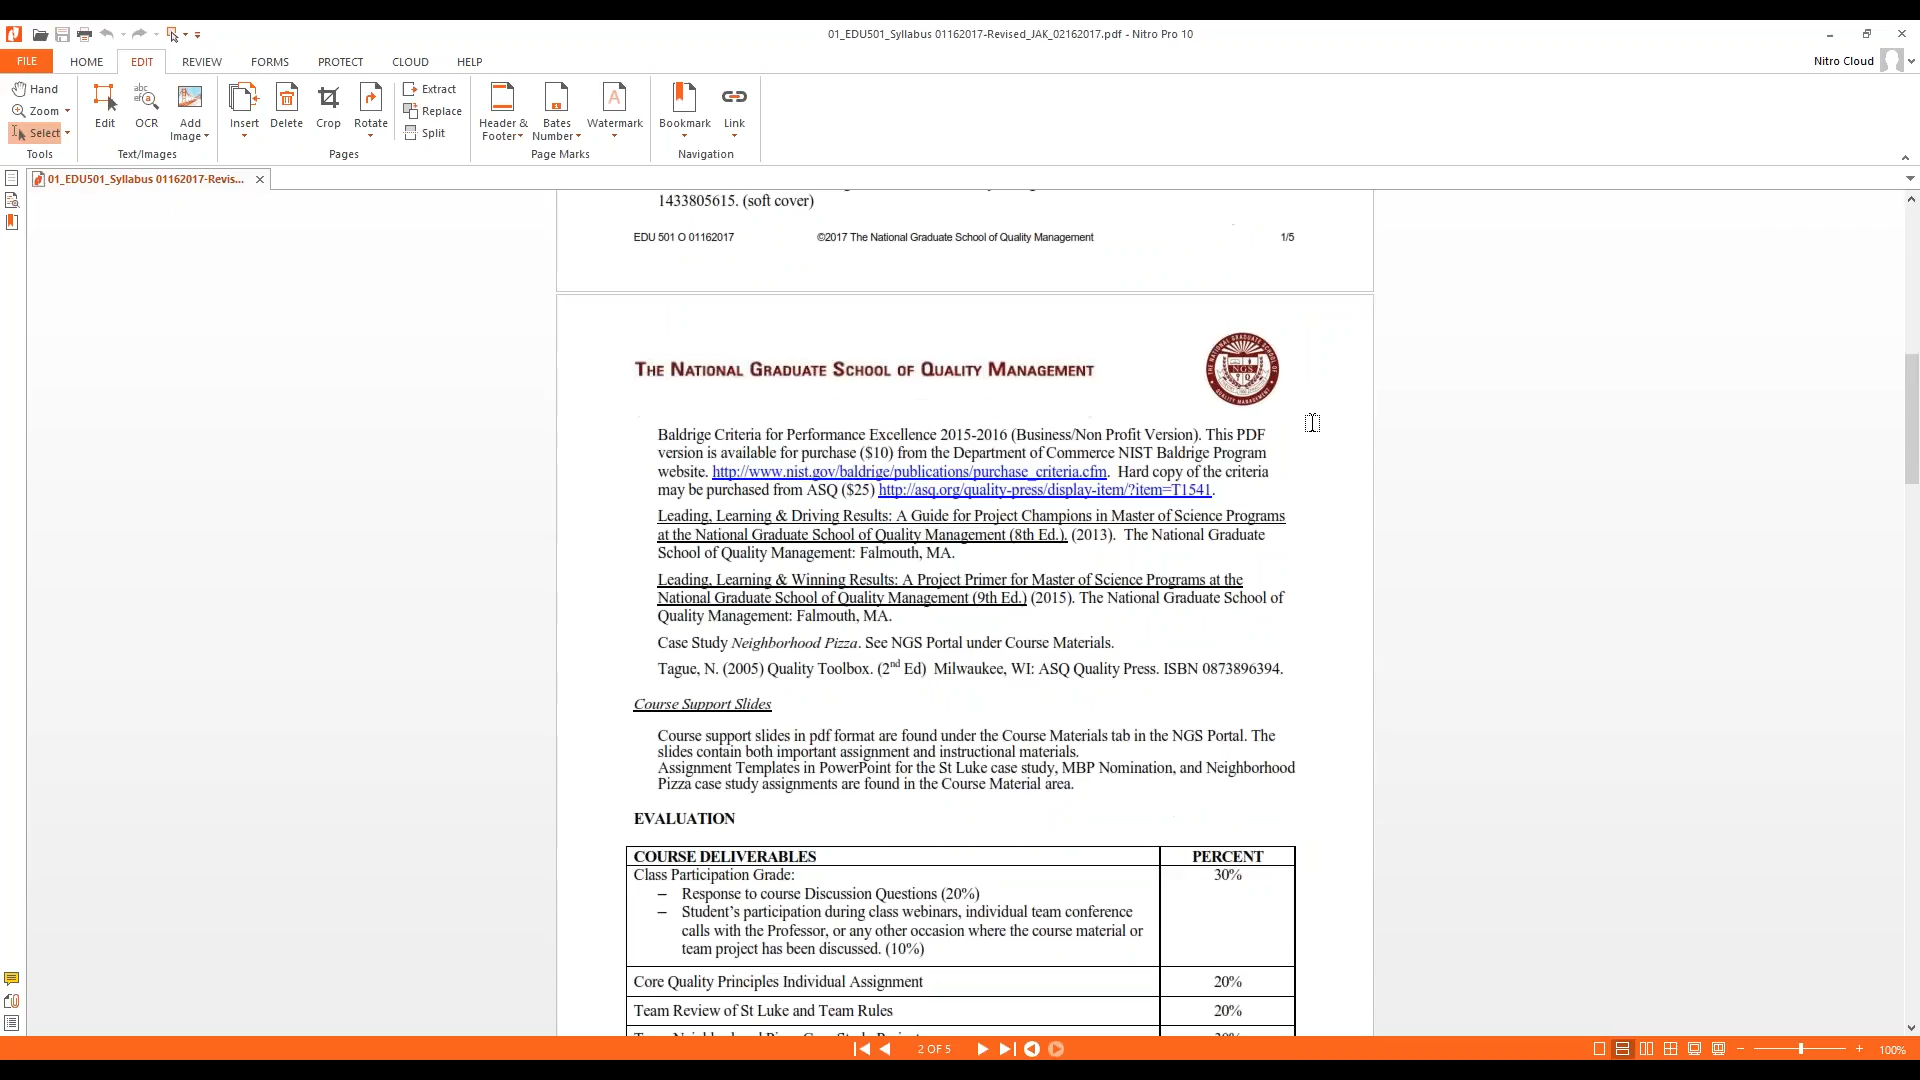 01_EDU501_Syllabus 01162017-Revised_JAK_02162017.pdf - Nitro Pro 10
FILE HOME EDIT REVIEW FORMS PROTECT CLOUD HELP
Nitro Cloud
Hand
Zoom
Select
Tools
Edit
OCR
Add Image
Text/Images
Insert
Delete
Crop
Rotate
Extract
Replace
Split
Pages
Header & Footer
Bates Number
Watermark
Page Marks
Bookmark
Link
Navigation
01_EDU501_Syllabus 01162017-Revis...
1433805615. (soft cover)
EDU 501 O 01162017 ©2017 The National Graduate School of Quality Management 1/5
THE NATIONAL GRADUATE SCHOOL OF QUALITY MANAGEMENT
NGS
Baldrige Criteria for Performance Excellence 2015-2016 (Business/Non Profit Version). This PDF
version is available for purchase ($10) from the Department of Commerce NIST Baldrige Program
website. http://www.nist.gov/baldrige/publications/purchase_criteria.cfm. Hard copy of the criteria
may be purchased from ASQ ($25) http://asq.org/quality-press/display-item/?item=T1541.
Leading, Learning & Driving Results: A Guide for Project Champions in Master of Science Programs
at the National Graduate School of Quality Management (8th Ed.). (2013). The National Graduate
School of Quality Management: Falmouth, MA.
Leading, Learning & Winning Results: A Project Primer for Master of Science Programs at the
National Graduate School of Quality Management (9th Ed.) (2015). The National Graduate School of
Quality Management: Falmouth, MA.
Case Study Neighborhood Pizza. See NGS Portal under Course Materials.
Tague, N. (2005) Quality Toolbox. (2nd Ed) Milwaukee, WI: ASQ Quality Press. ISBN 0873896394.
Course Support Slides
Course support slides in pdf format are found under the Course Materials tab in the NGS Portal. The
slides contain both important assignment and instructional materials.
Assignment Templates in PowerPoint for the St Luke case study, MBP Nomination, and Neighborhood
Pizza case study assignments are found in the Course Material area.
EVALUATION
COURSE DELIVERABLES PERCENT
Class Participation Grade: 30%
– Response to course Discussion Questions (20%)
– Student’s participation during class webinars, individual team conference
calls with the Professor, or any other occasion where the course material or
team project has been discussed. (10%)
Core Quality Principles Individual Assignment 20%
Team Review of St Luke and Team Rules 20%
2 OF 5
100%